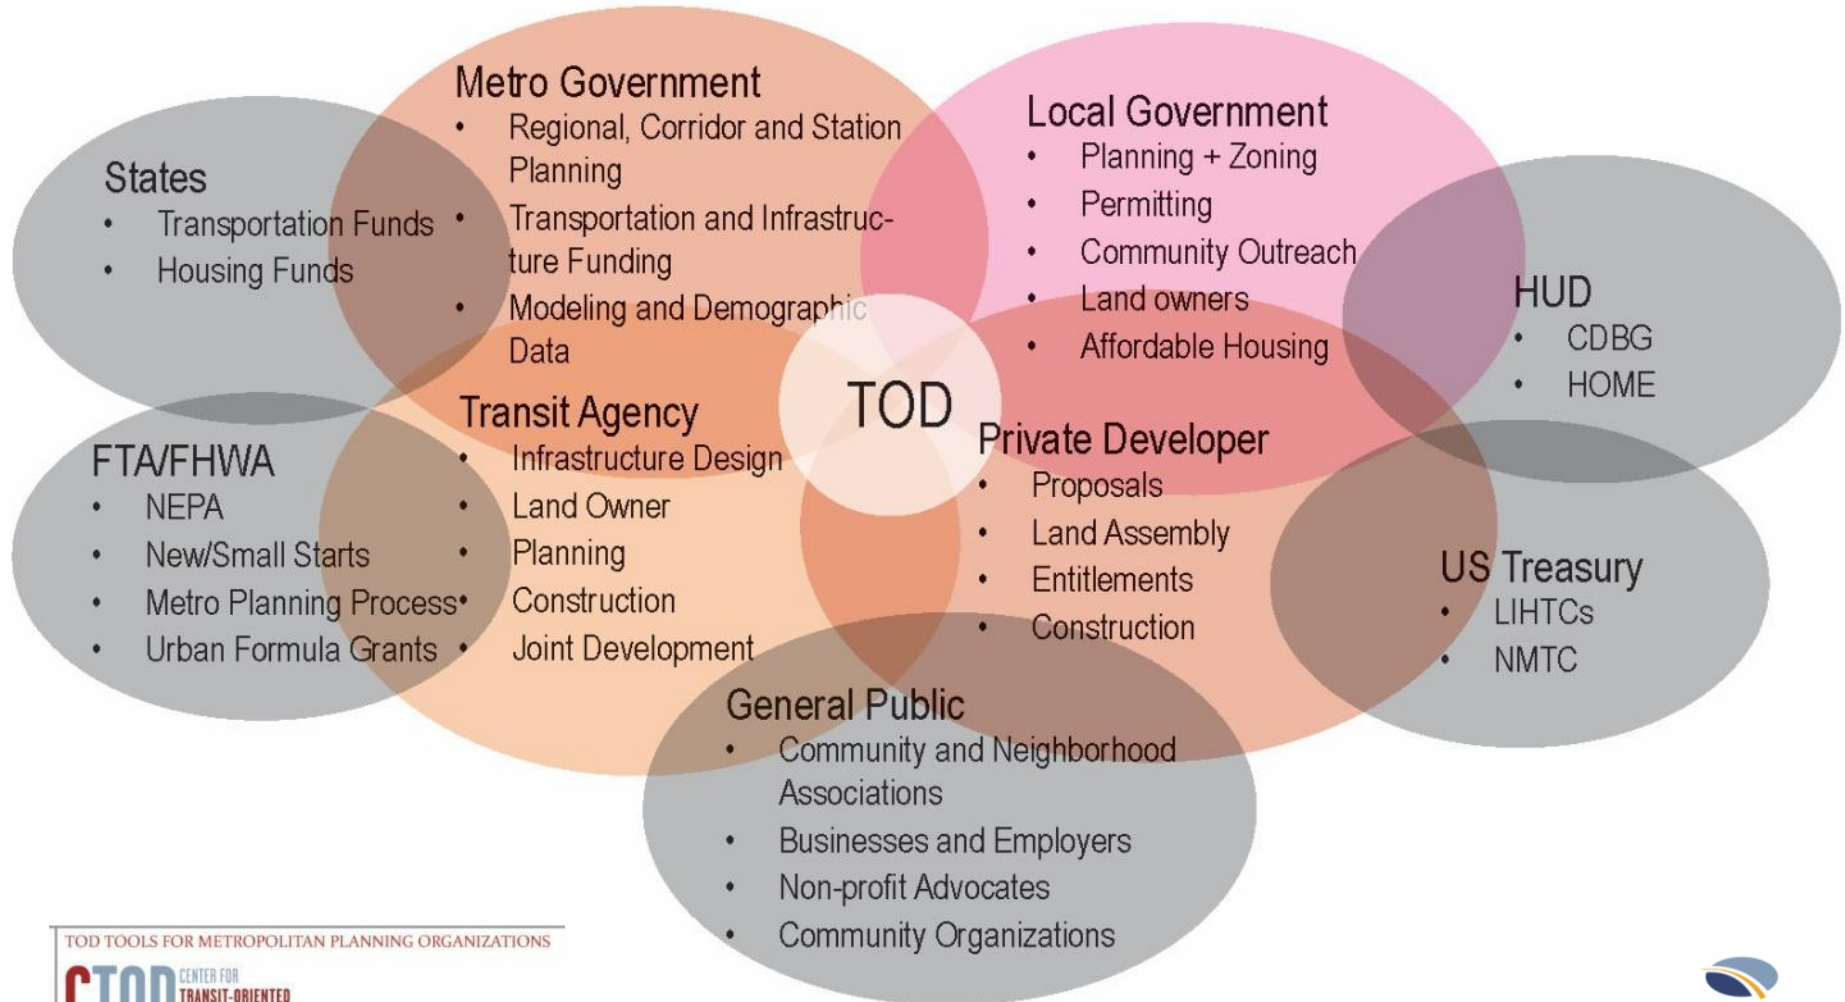 Metro Government
• Regional, Corridor and Station
Planning
• Transportation and Infrastruc-
ture Funding
• Modeling and Demographic
Data
Local Government
• Planning + Zoning
• Permitting
• Community Outreach
• Land owners
• Affordable Housing
States
• Transportation Funds
• Housing Funds
HUD
• CDBG
• HOME
TOD
Transit Agency
• Infrastructure Design
• Land Owner
• Planning
• Construction
• Joint Development
Private Developer
• Proposals
• Land Assembly
• Entitlements
• Construction
FTA/FHWA
• NEPA
• New/Small Starts
• Metro Planning Process
• Urban Formula Grants
US Treasury
• LIHTCs
• NMTC
General Public
• Community and Neighborhood
Associations
• Businesses and Employers
• Non-profit Advocates
• Community Organizations
TOD TOOLS FOR METROPOLITAN PLANNING ORGANIZATIONS
CTOD
CENTER FOR
TRANSIT-ORIENTED